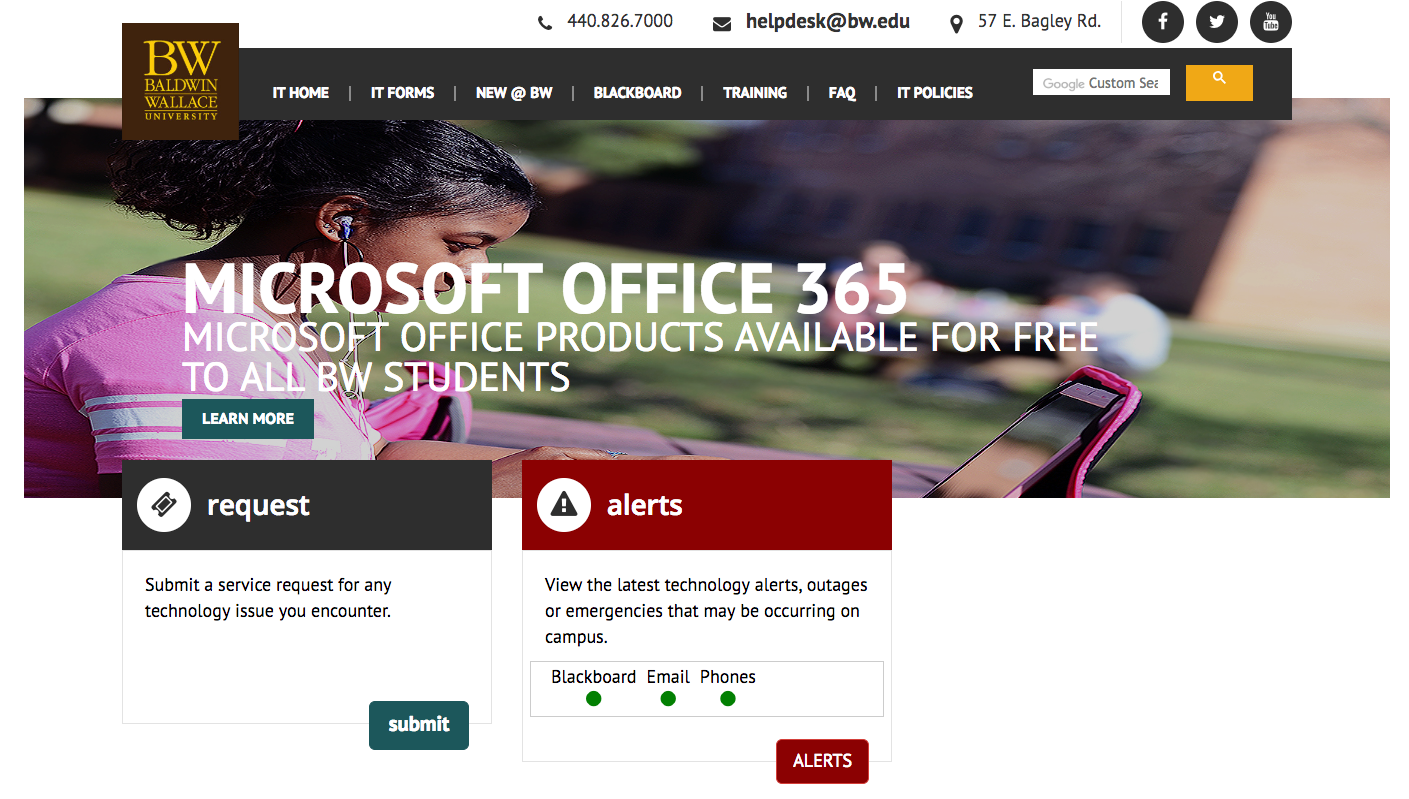 440.826.7000
helpdesk@bw.edu
57 E. Bagley Rd.
You
Tube
BW
BALDWIN
WALLACE
UNIVERSITY
IT HOME | IT FORMS | NEW @ BW | BLACKBOARD | TRAINING | FAQ | IT POLICIES
Google Custom Sea
MICROSOFT OFFICE 365
MICROSOFT OFFICE PRODUCTS AVAILABLE FOR FREE
TO ALL BW STUDENTS
LEARN MORE
request
Submit a service request for any
technology issue you encounter.
submit
alerts
View the latest technology alerts, outages
or emergencies that may be occurring on
campus.
Blackboard Email Phones
ALERTS